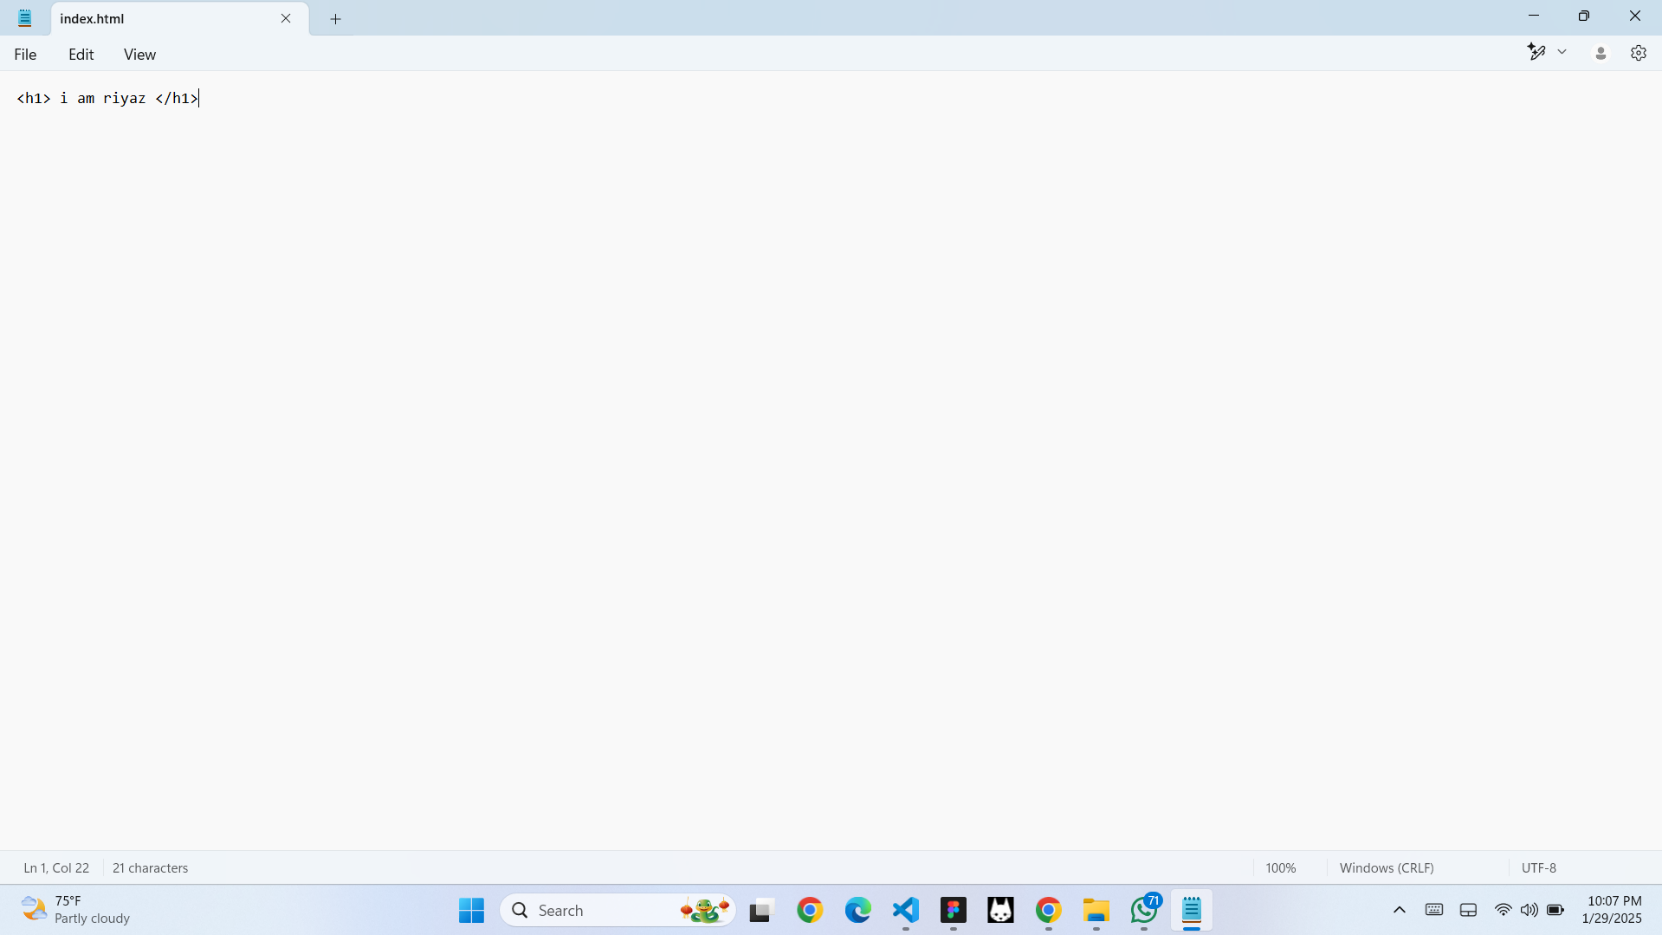 index.html
File Edit View
<h1> i am riyaz </h1>
Ln 1, Col 22 21 characters 100% Windows (CRLF) UTF-8
75°F
Partly cloudy
Search
71
10:07 PM
1/29/2025